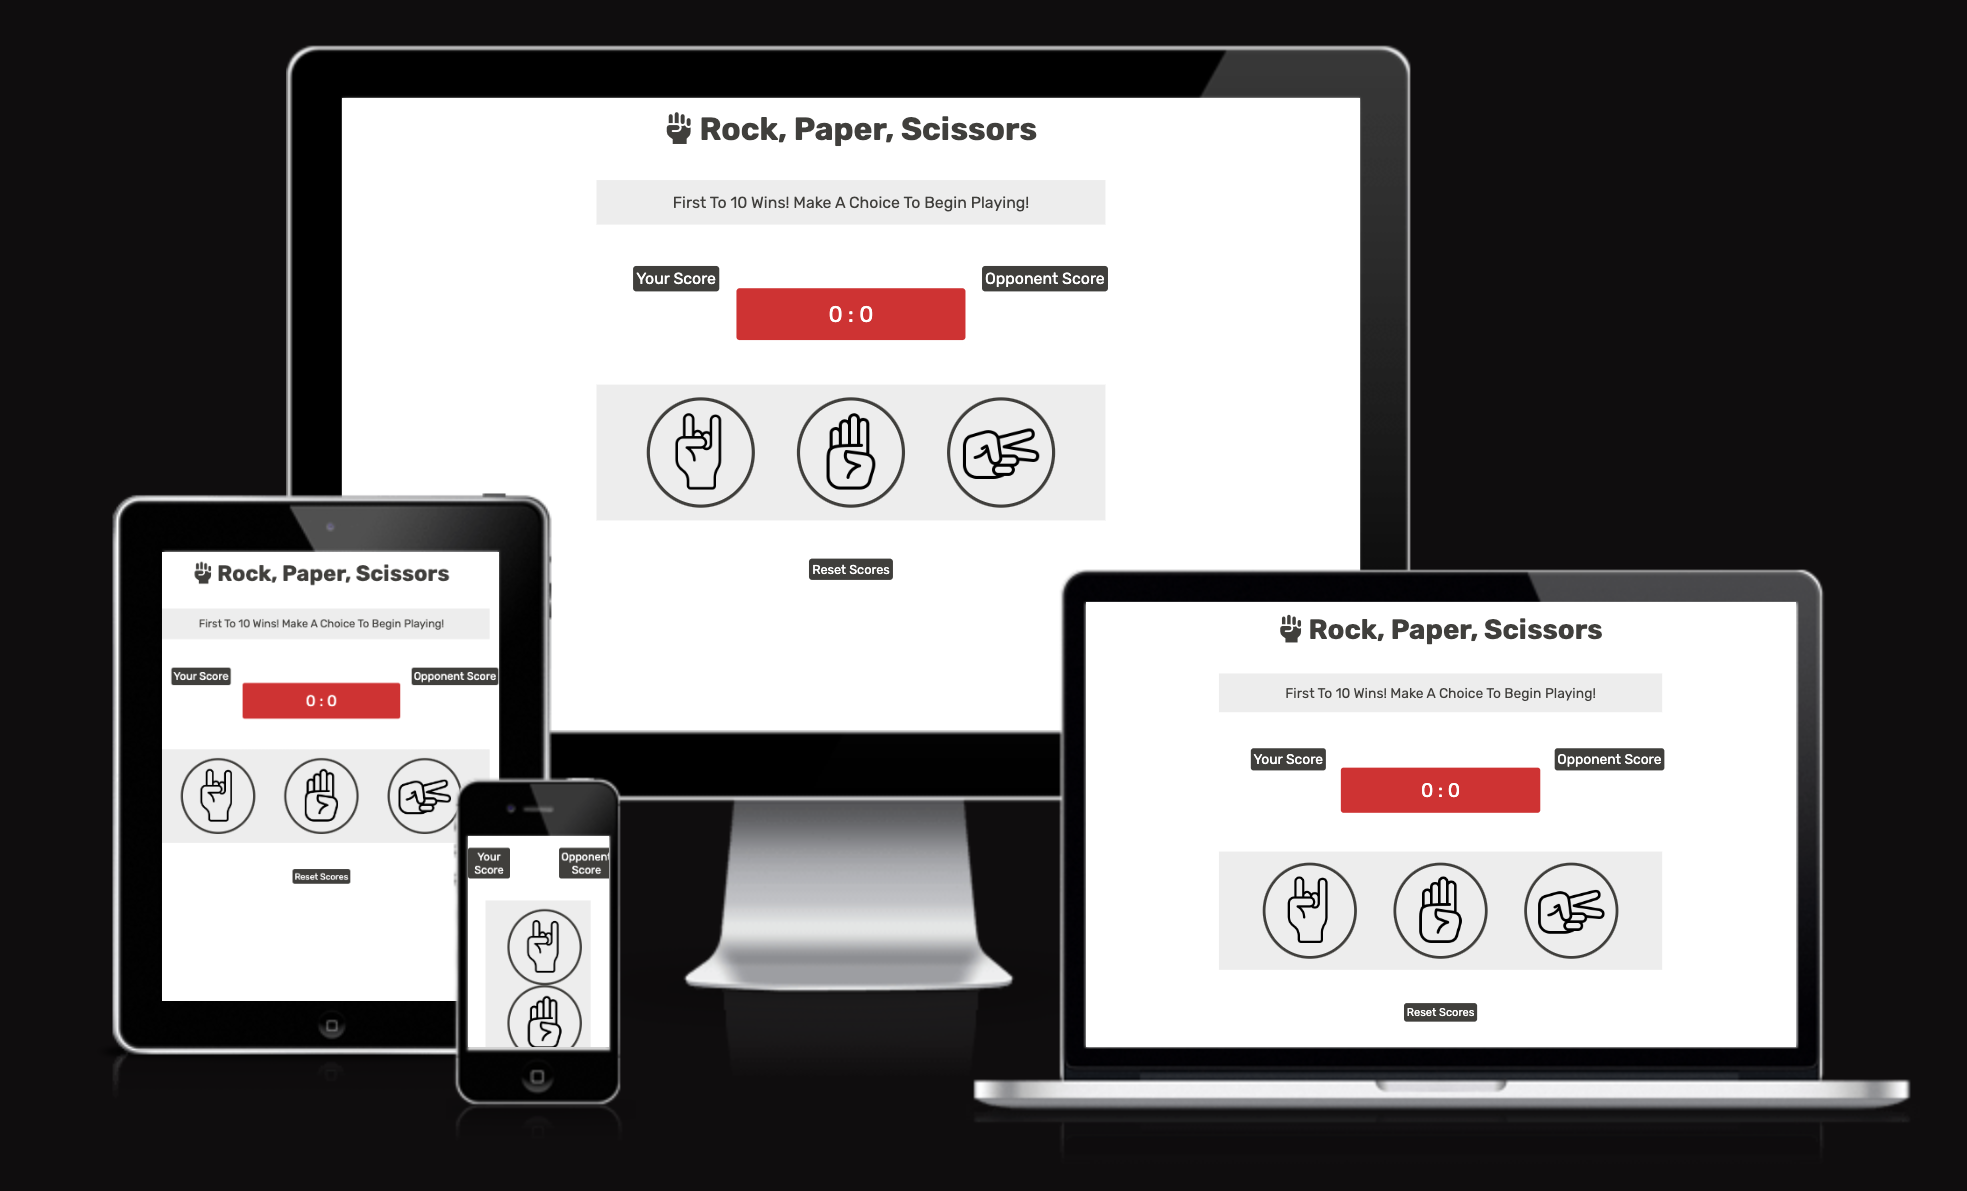 Rock, Paper, Scissors
First To 10 Wins! Make A Choice To Begin Playing!
Your Score
Opponent Score
0 : 0
Reset Scores
Rock, Paper, Scissors
First To 10 Wins! Make A Choice To Begin Playing!
Your Score
Opponent Score
0 : 0
Reset Scores
Your
Score
Opponent
Score
Rock, Paper, Scissors
First To 10 Wins! Make A Choice To Begin Playing!
Your Score
Opponent Score
0 : 0
Reset Scores